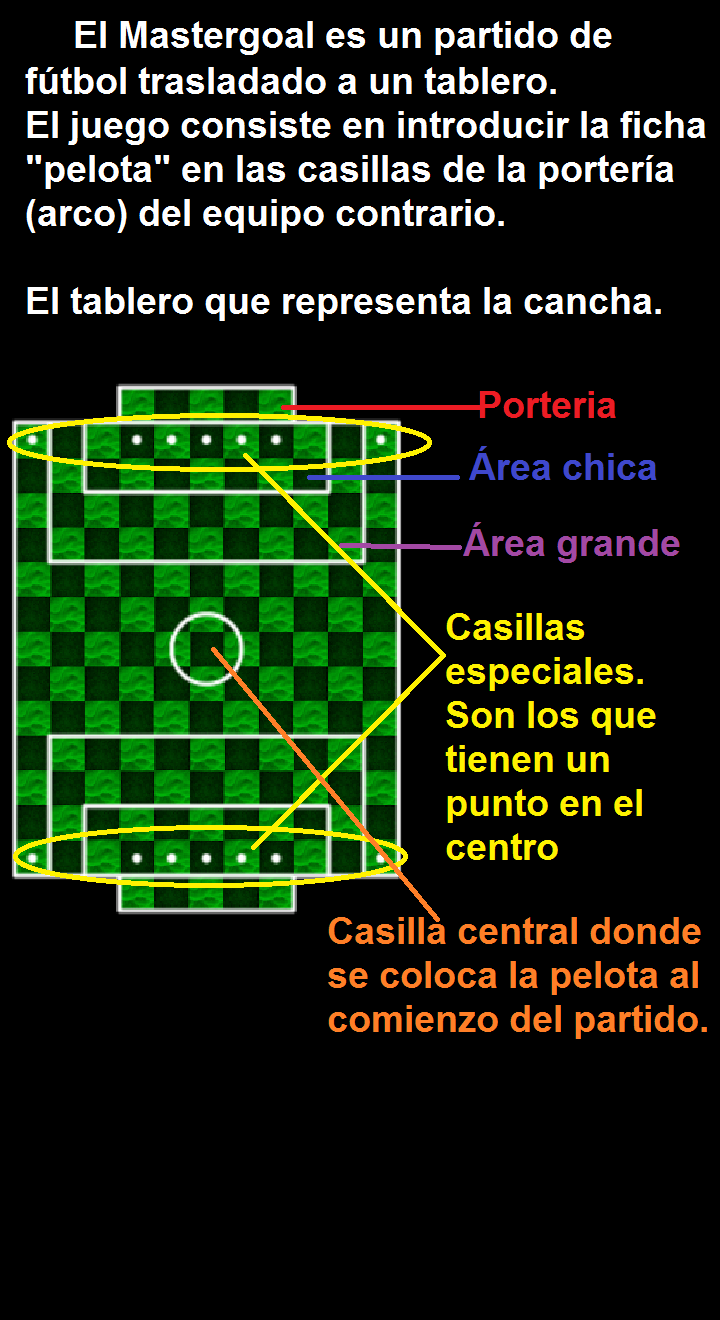 El Mastergoal es un partido de
fútbol trasladado a un tablero.
El juego consiste en introducir la ficha
"pelota" en las casillas de la portería
(arco) del equipo contrario.
El tablero que representa la cancha.
Porteria
Área chica
Área grande
Casillas
especiales.
Son los que
tienen un
punto en el
centro
Casilla central donde
se coloca la pelota al
comienzo del partido.